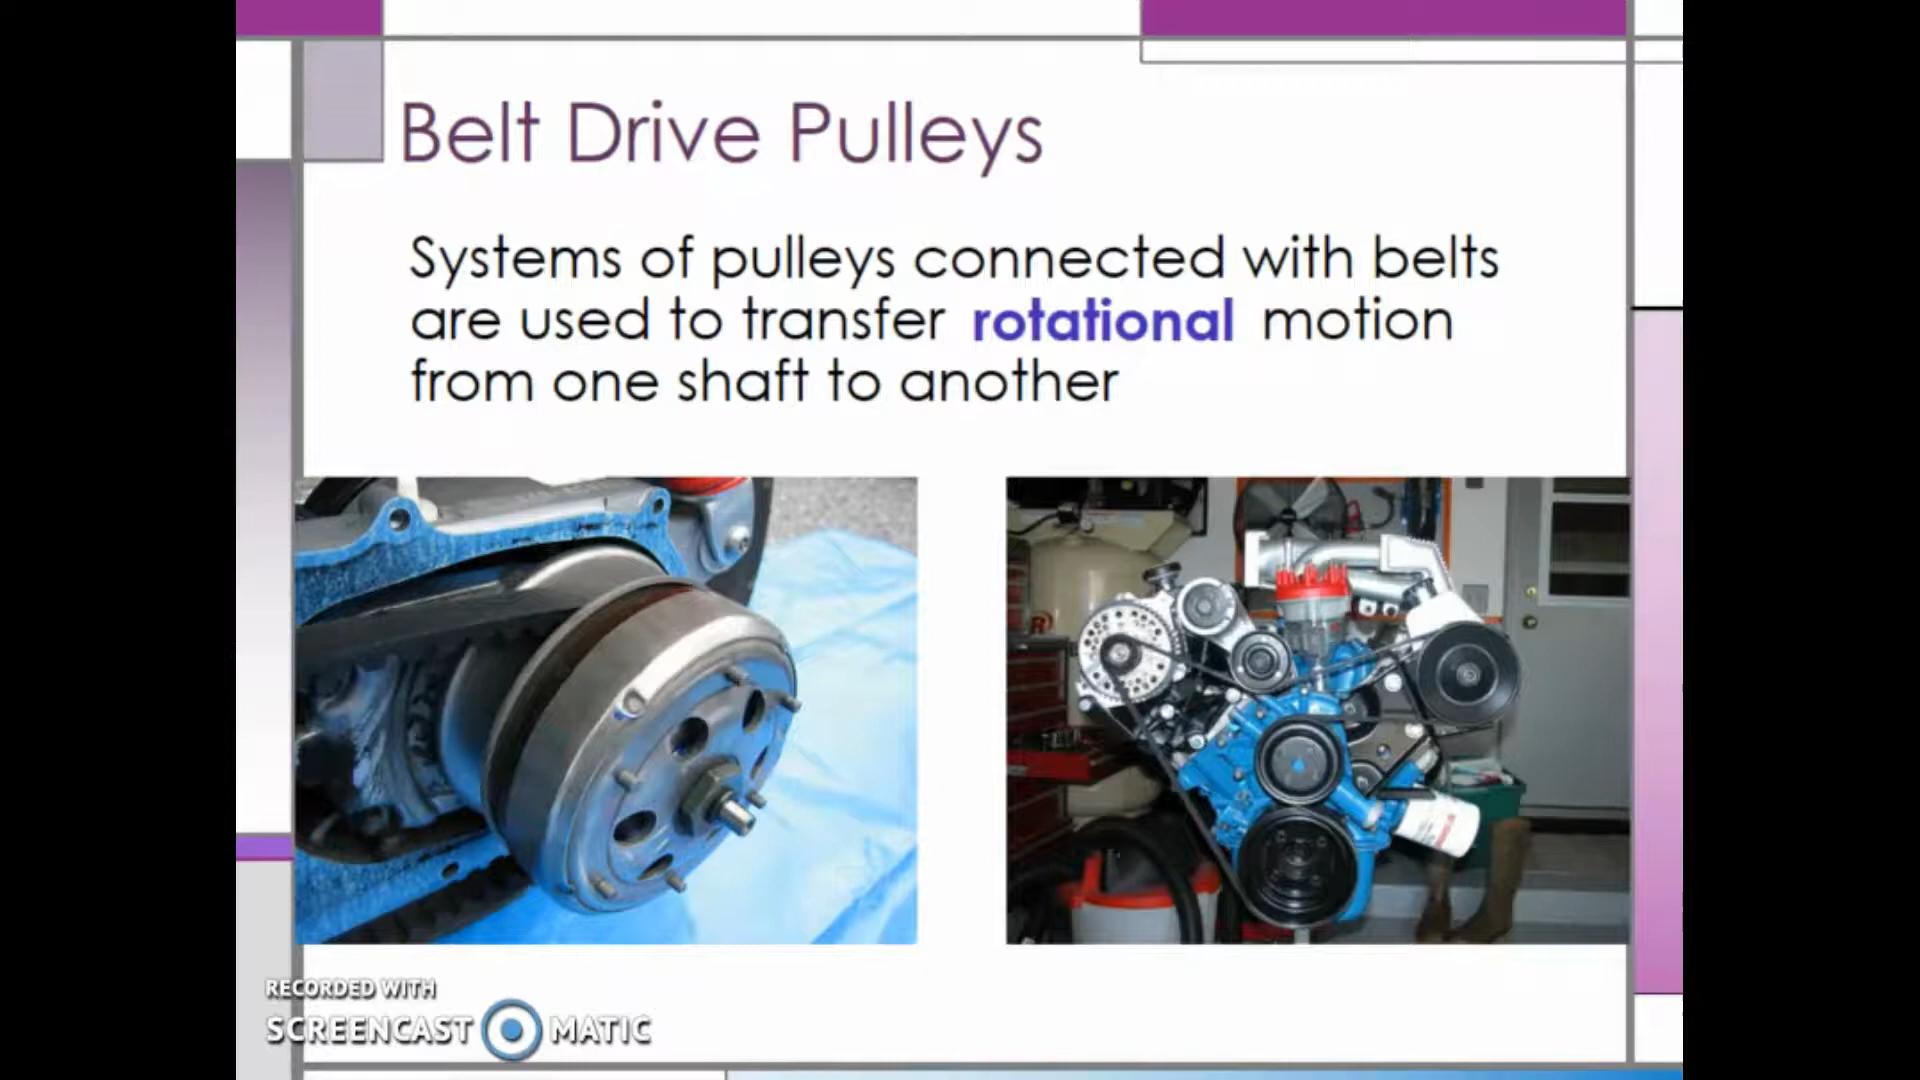 Belt Drive Pulleys
Systems of pulleys connected with belts
are used to transfer rotational motion
from one shaft to another
RECORDED WITH
SCREENCAST MATIC